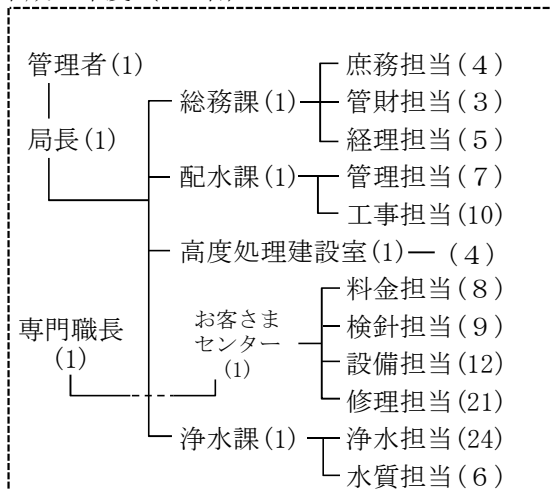 管理者(1)
局長(1)
総務課(1)
庶務担当(４)
管財担当(３)
経理担当(５)
配水課(1)
管理担当(７)
工事担当(10)
高度処理建設室(1)
(４)
専門職長
(1)
お客さま
センター
(1)
料金担当(８)
検針担当(９)
設備担当(12)
修理担当(21)
浄水課(1)
浄水担当(24)
水質担当(６)